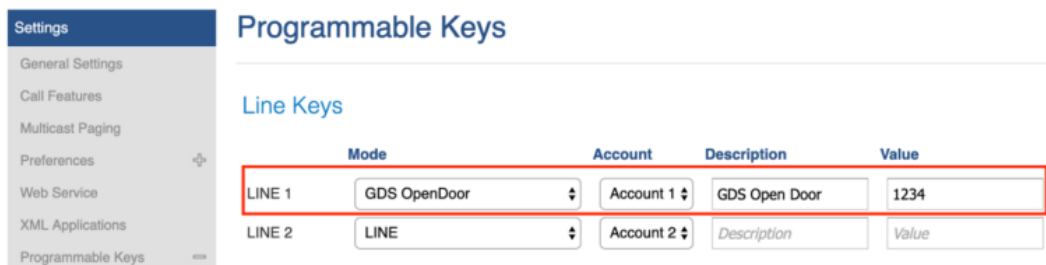 Settings
General Settings
Call Features
Multicast Paging
Preferences
Web Service
XML Applications
Programmable Keys
Programmable Keys
Line Keys
Mode Account Description Value
LINE 1 GDS OpenDoor Account 1 GDS Open Door 1234
LINE 2 LINE Account 2 Description Value